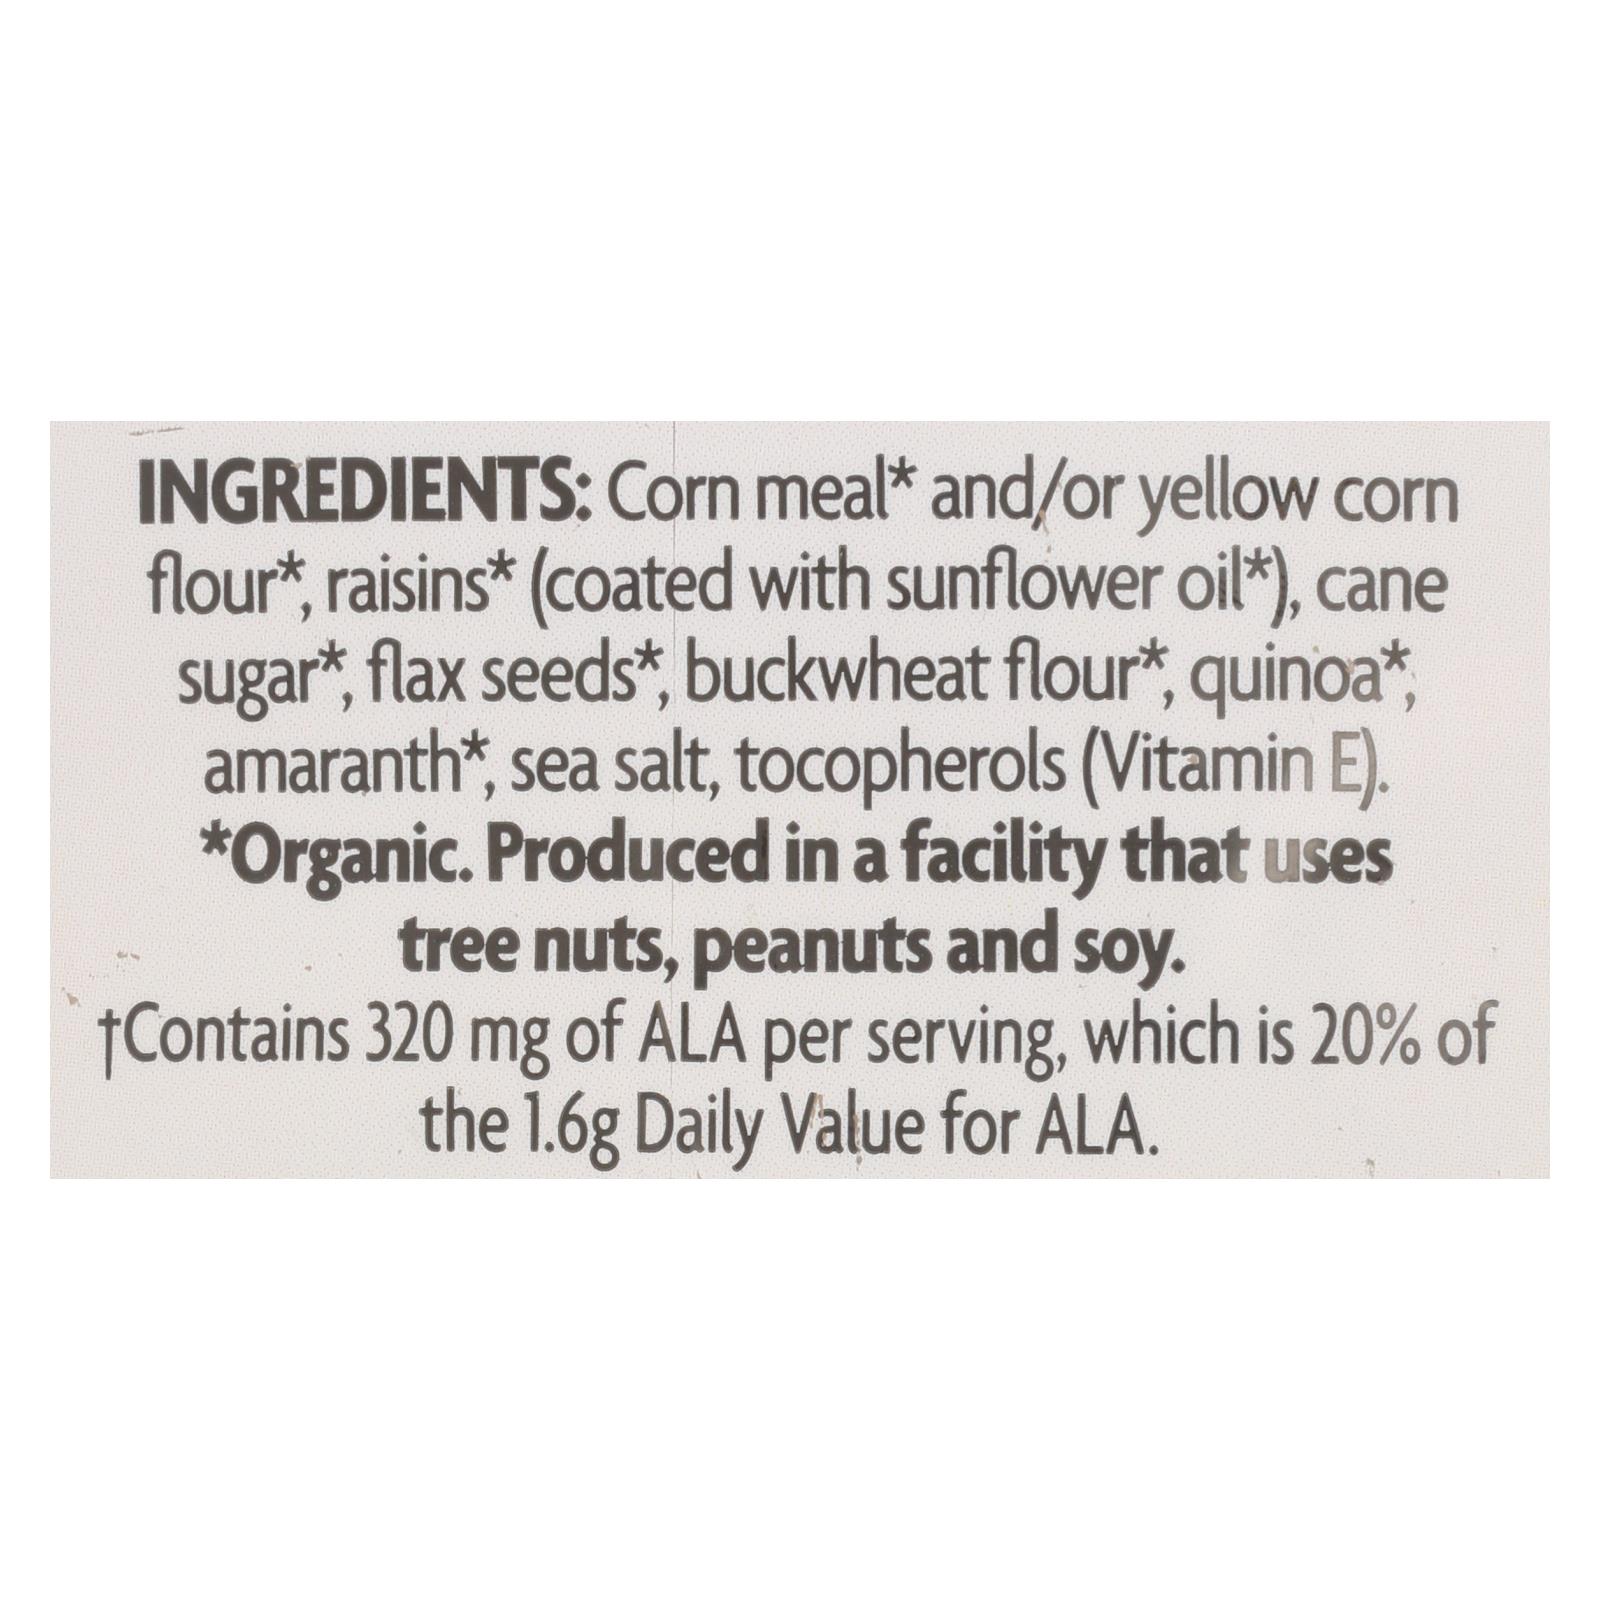 INGREDIENTS: Corn meal* and/or yellow corn
flour*, raisins* (coated with sunflower oil*), cane
sugar*, flax seeds*, buckwheat flour*, quinoa*,
amaranth*, sea salt, tocopherols (Vitamin E).
*Organic. Produced in a facility that uses
tree nuts, peanuts and soy.
†Contains 320 mg of ALA per serving, which is 20% of
the 1.6g Daily Value for ALA.